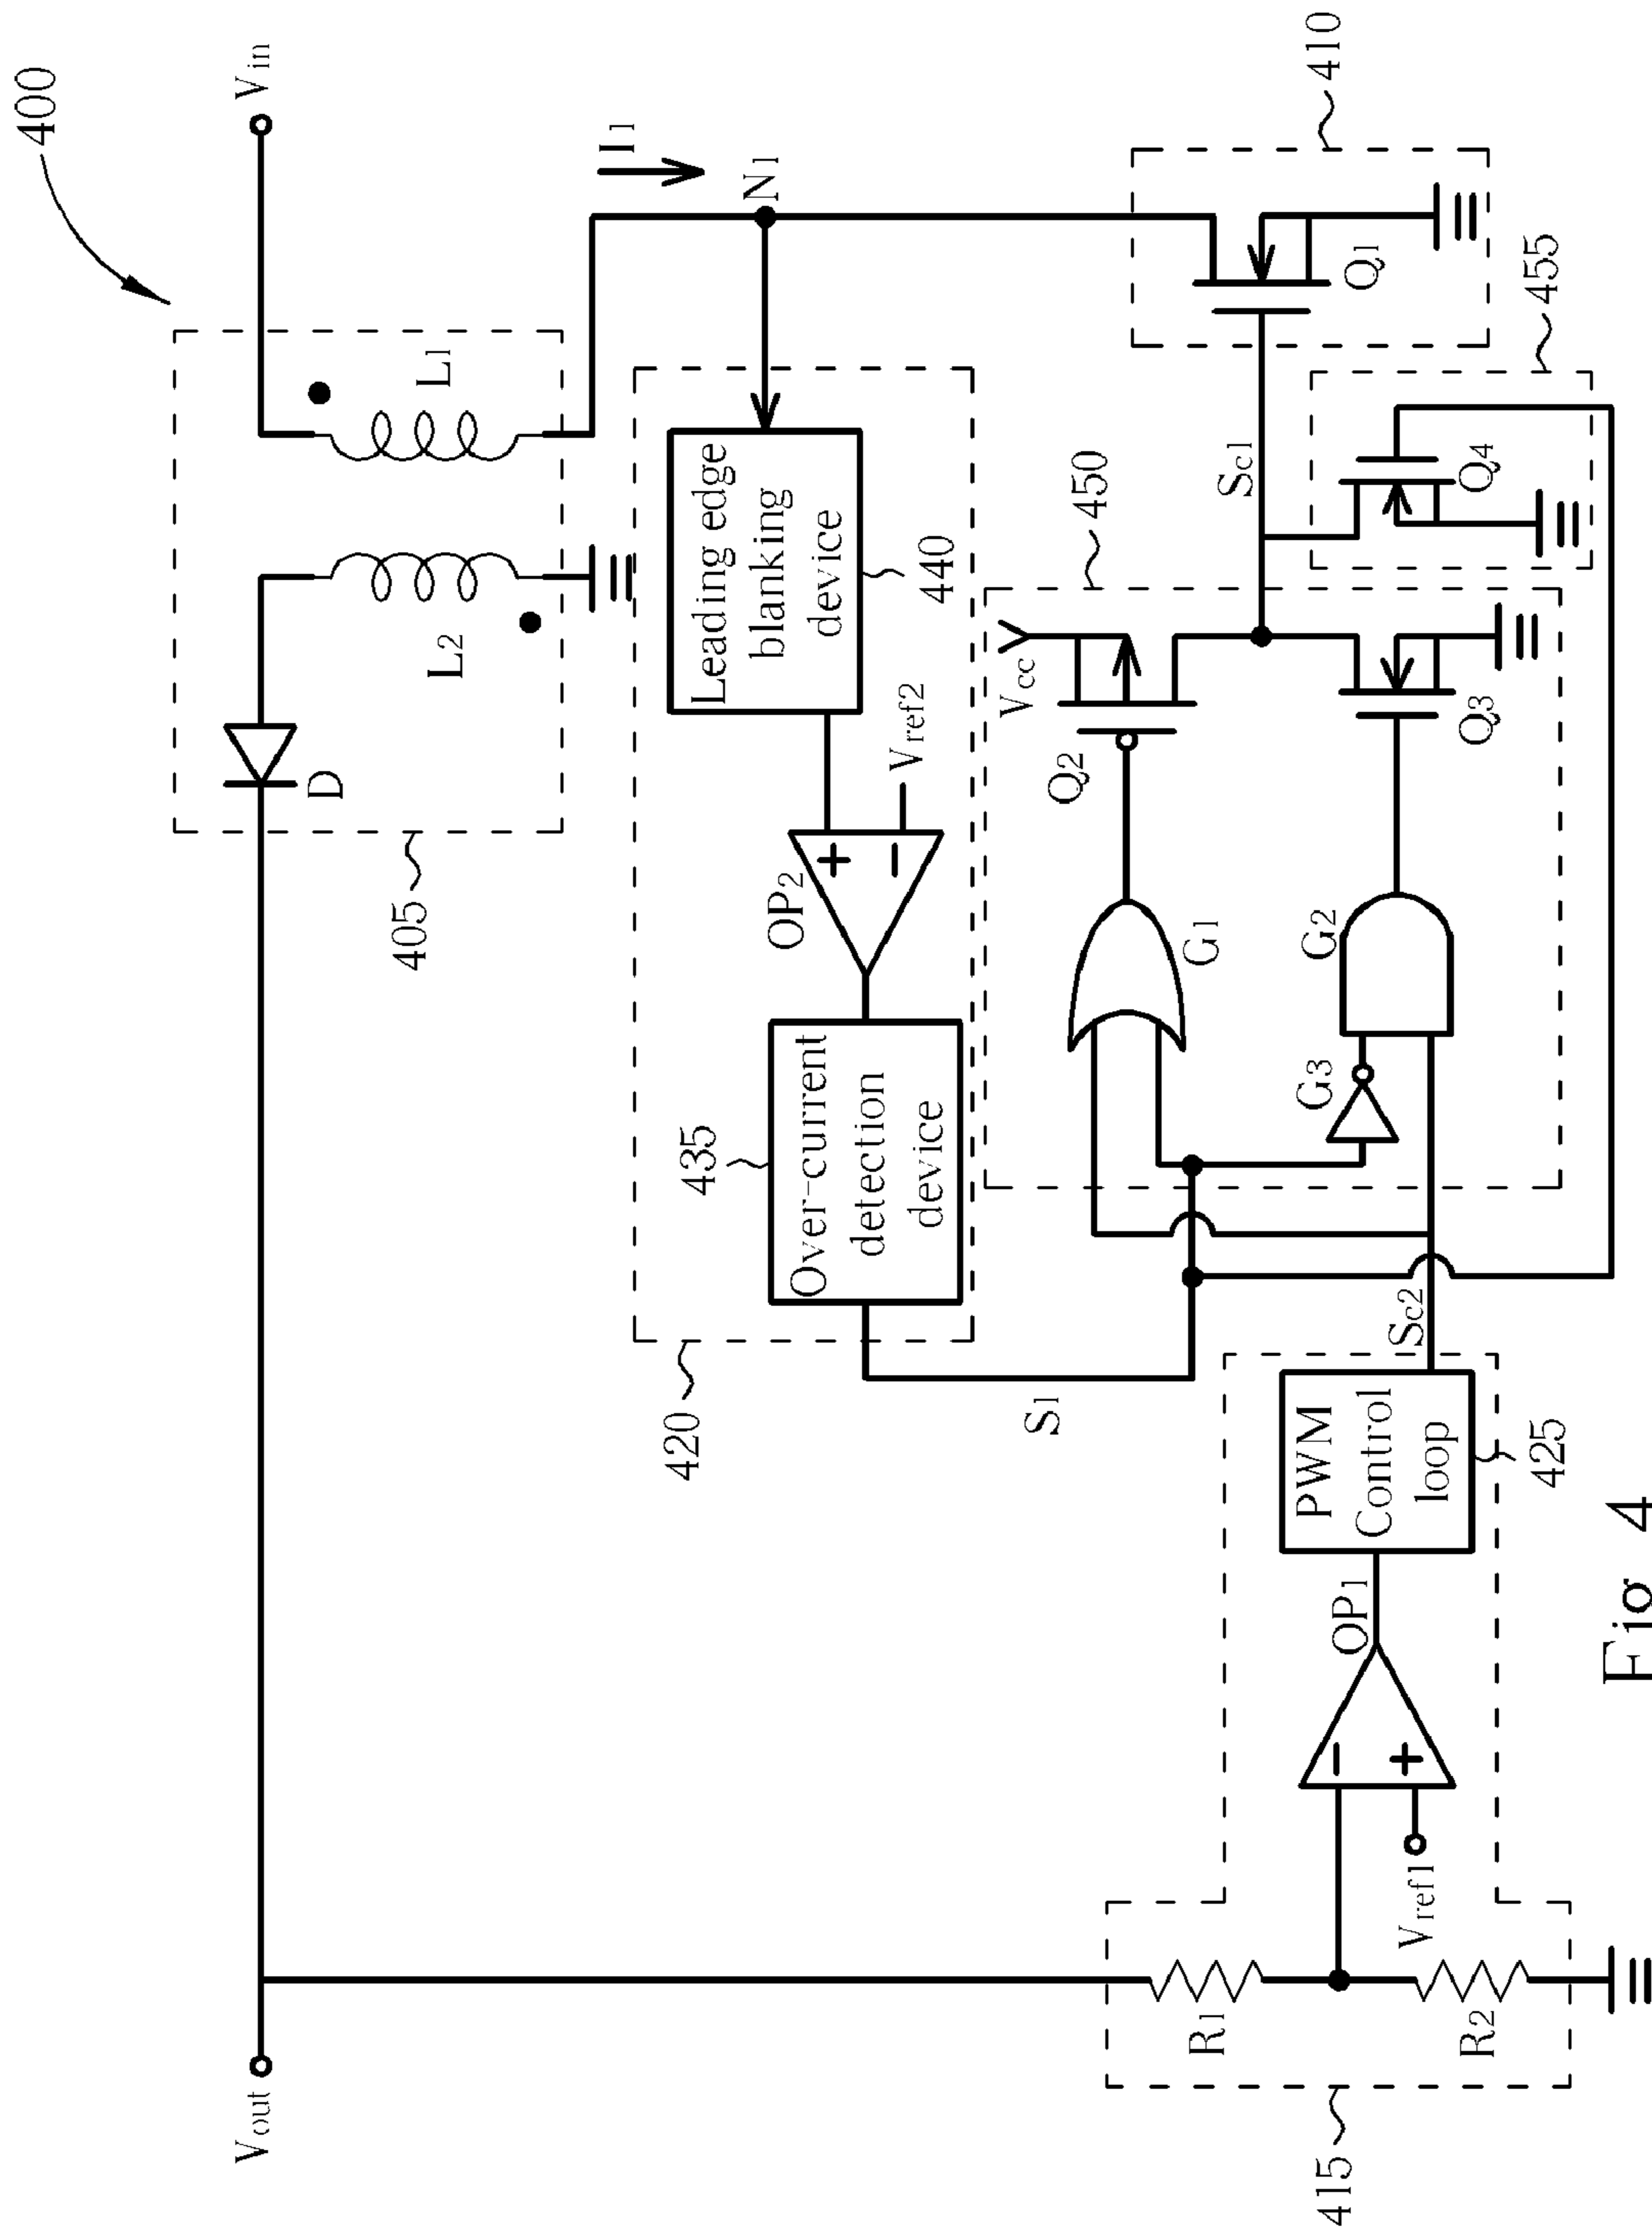 400
Vin
I1
N1
L1
L2
D
405
Vout
Leading edge
blanking
device
440
Vref2
OP2
Over-current
detection
device
435
420
S1
410
Q1
Sc1
455
Q4
450
Vcc
Q2
Q3
G1
G2
G3
Sc2
PWM
Control
loop
425
OP1
Vref1
R1
R2
415
Fig. 4